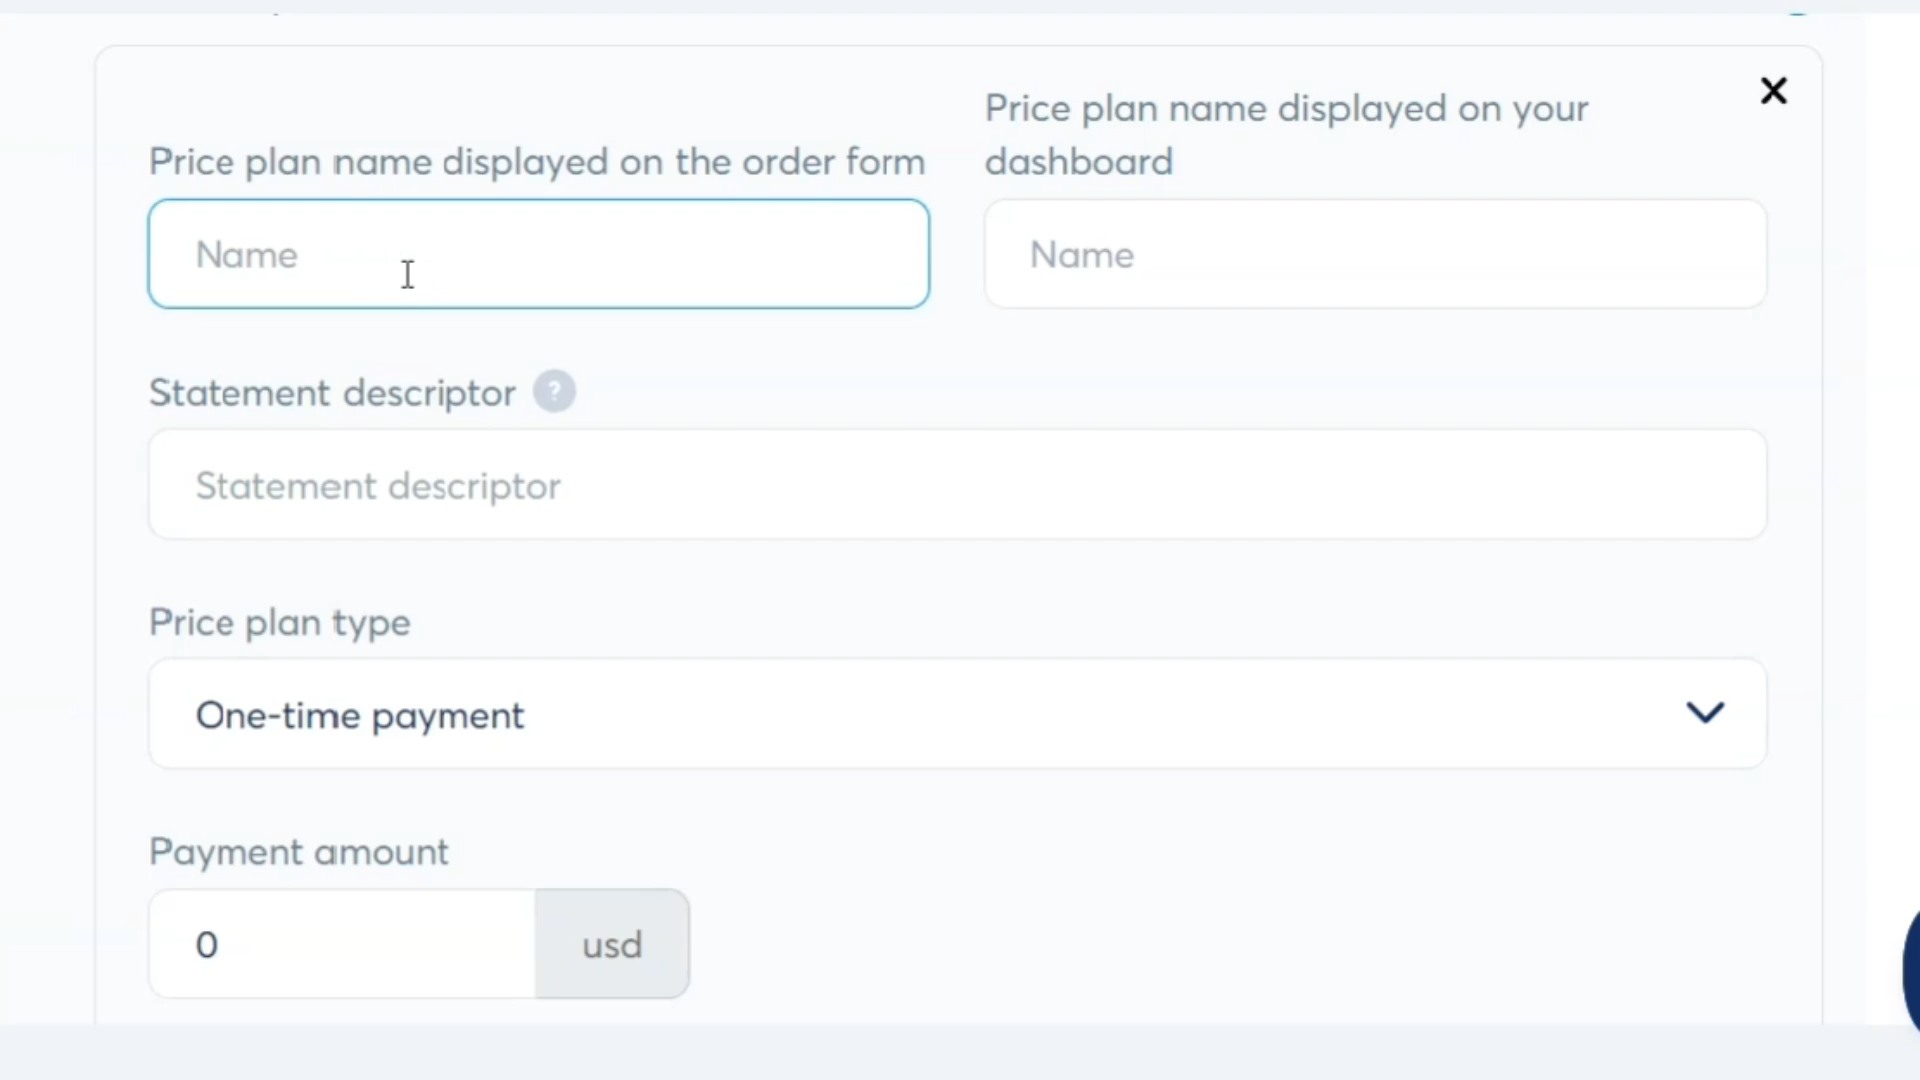 Price plan name displayed on the order form
Price plan name displayed on your
dashboard
Name
Name
Statement descriptor ?
Statement descriptor
Price plan type
One-time payment
Payment amount
0 usd